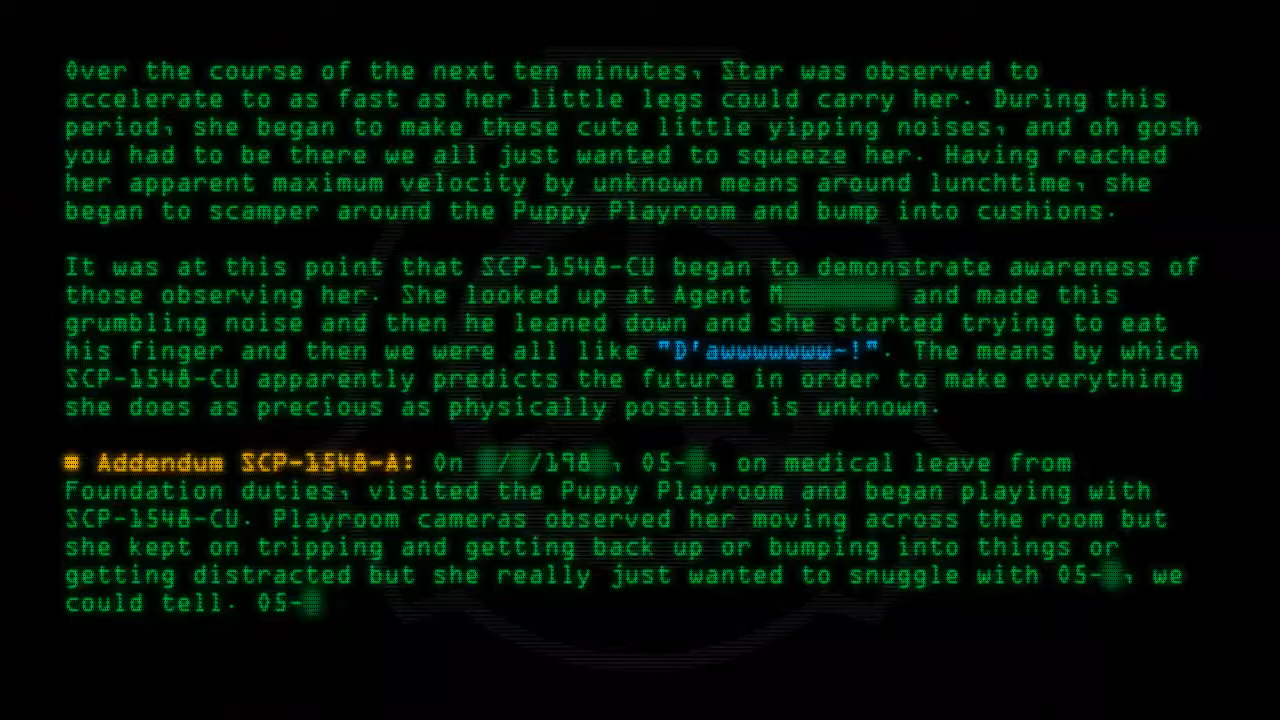 Over the course of the next ten minutes, Star was observed to
accelerate to as fast as her little legs could carry her. During this
period, she began to make these cute little yipping noises, and oh gosh
you had to be there we all just wanted to squeeze her. Having reached
her apparent maximum velocity by unknown means around lunchtime, she
began to scamper around the Puppy Playroom and bump into cushions.
It was at this point that SCP-1548-CU began to demonstrate awareness of
those observing her. She looked up at Agent M███████ and made this
grumbling noise and then he leaned down and she started trying to eat
his finger and then we were all like "D'awwwwwww~!". The means by which
SCP-1548-CU apparently predicts the future in order to make everything
she does as precious as physically possible is unknown.
■ Addendum SCP-1548-A: On █/█/198█, O5-█, on medical leave from
Foundation duties, visited the Puppy Playroom and began playing with
SCP-1548-CU. Playroom cameras observed her moving across the room but
she kept on tripping and getting back up or bumping into things or
getting distracted but she really just wanted to snuggle with O5-█, we
could tell. O5-█